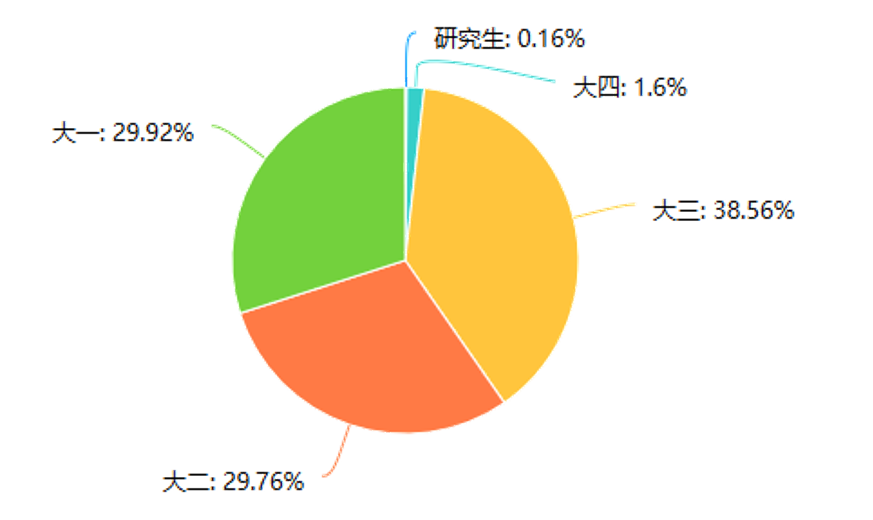 研究生: 0.16%
大四: 1.6%
大一: 29.92%
大三: 38.56%
大二: 29.76%